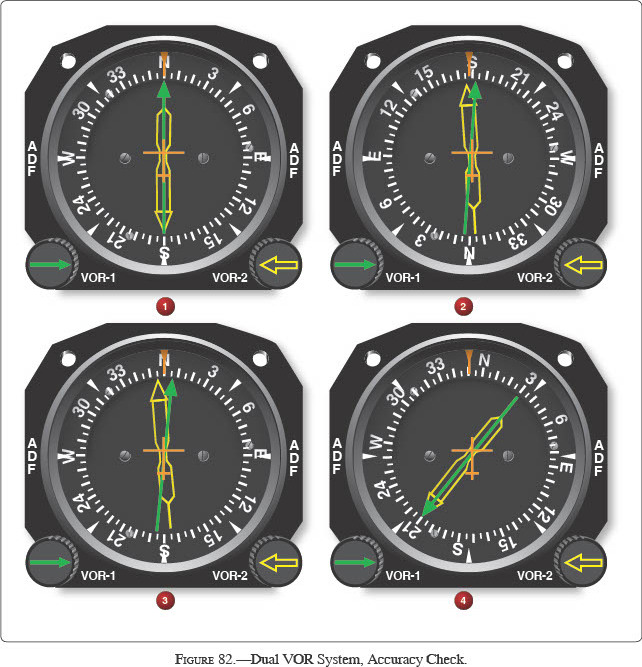 33 N 3
30 6
ADF W E ADF
24 12
21 S 15
VOR-1 VOR-2
1
15 S 21
12 24
ADF E W ADF
6 30
3 N 33
VOR-1 VOR-2
2
33 N 3
30 6
ADF W E ADF
24 12
21 S 15
VOR-1 VOR-2
3
33 N 3
30 6
ADF W E ADF
24 12
21 S 15
VOR-1 VOR-2
4
FIGURE 82.—Dual VOR System, Accuracy Check.